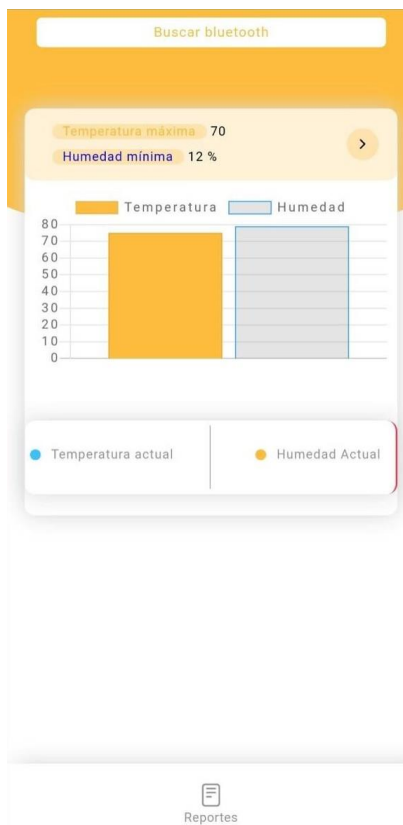 Buscar bluetooth
Temperatura máxima 70
Humedad mínima 12 %
Temperatura Humedad
80
70
60
50
40
30
20
10
0
Temperatura actual Humedad Actual
Reportes